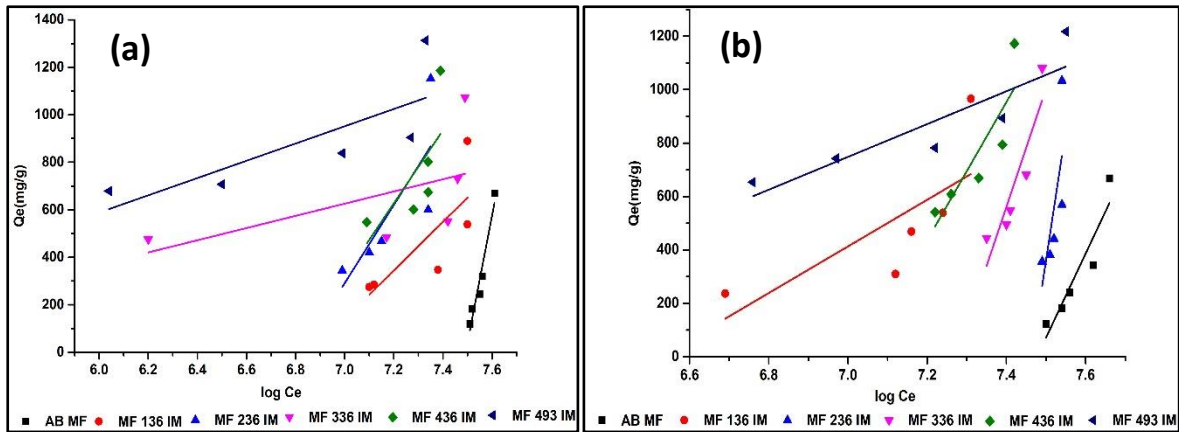 (a)
Qe(mg/g)
1400
1200
1000
800
600
400
200
0
6.0 6.2 6.4 6.6 6.8 7.0 7.2 7.4 7.6
log Ce
AB MF MF 136 IM MF 236 IM MF 336 IM MF 436 IM MF 493 IM
(b)
Qe(mg/g)
1200
1000
800
600
400
200
0
6.6 6.8 7.0 7.2 7.4 7.6
log Ce
AB MF MF 136 IM MF 236 IM MF 336 IM MF 436 IM MF 493 IM